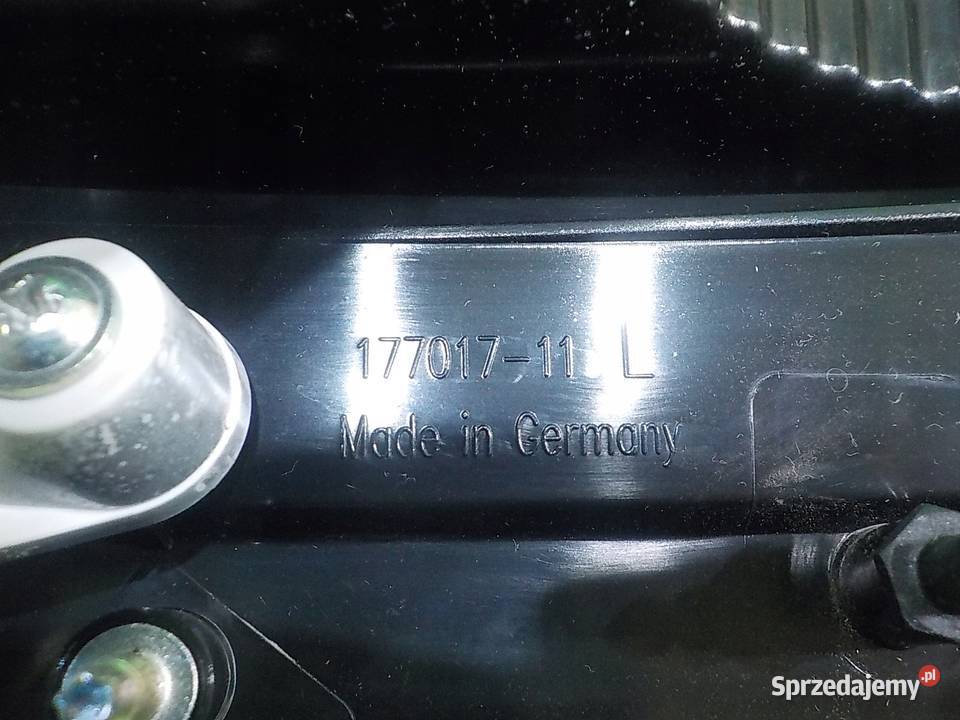 177017-11 L
Made in Germany
Sprzedajemy.pl